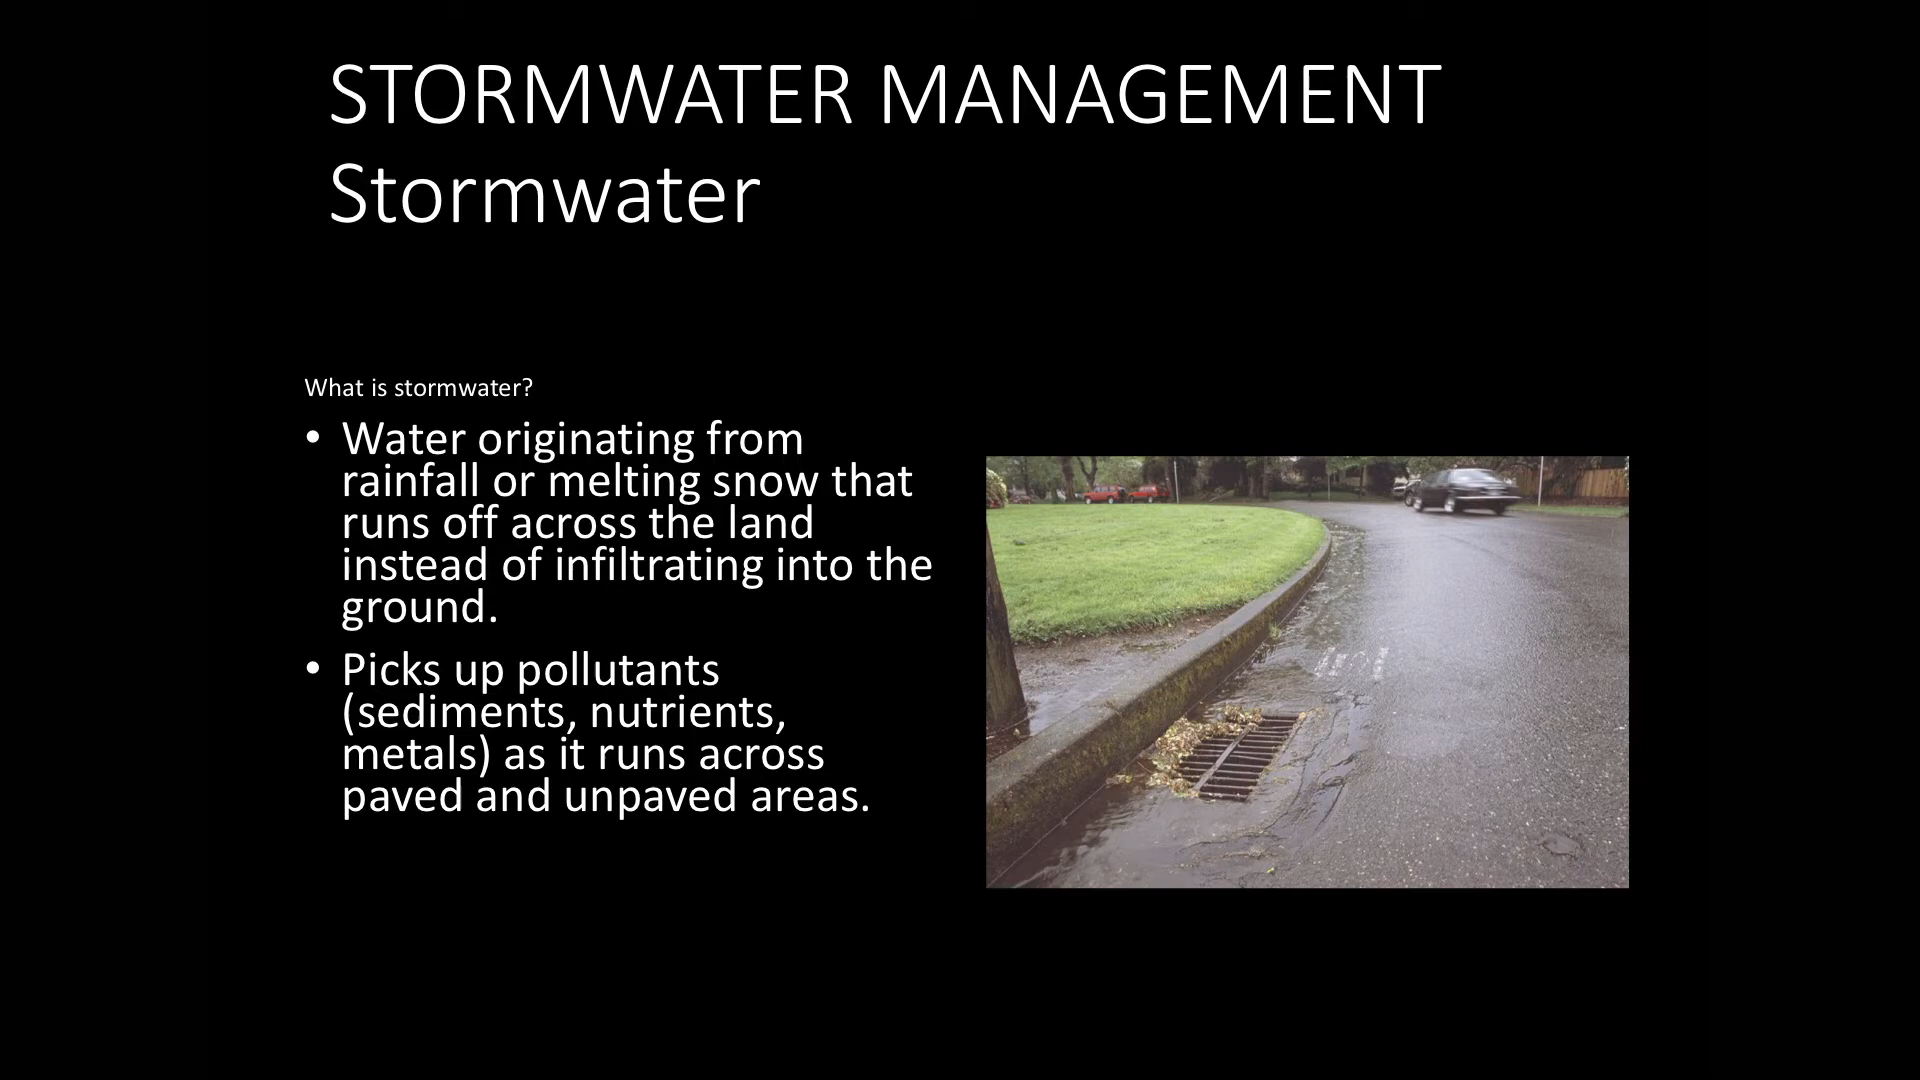 STORMWATER MANAGEMENT
Stormwater
What is stormwater?
• Water originating from
rainfall or melting snow that
runs off across the land
instead of infiltrating into the
ground.
• Picks up pollutants
(sediments, nutrients,
metals) as it runs across
paved and unpaved areas.